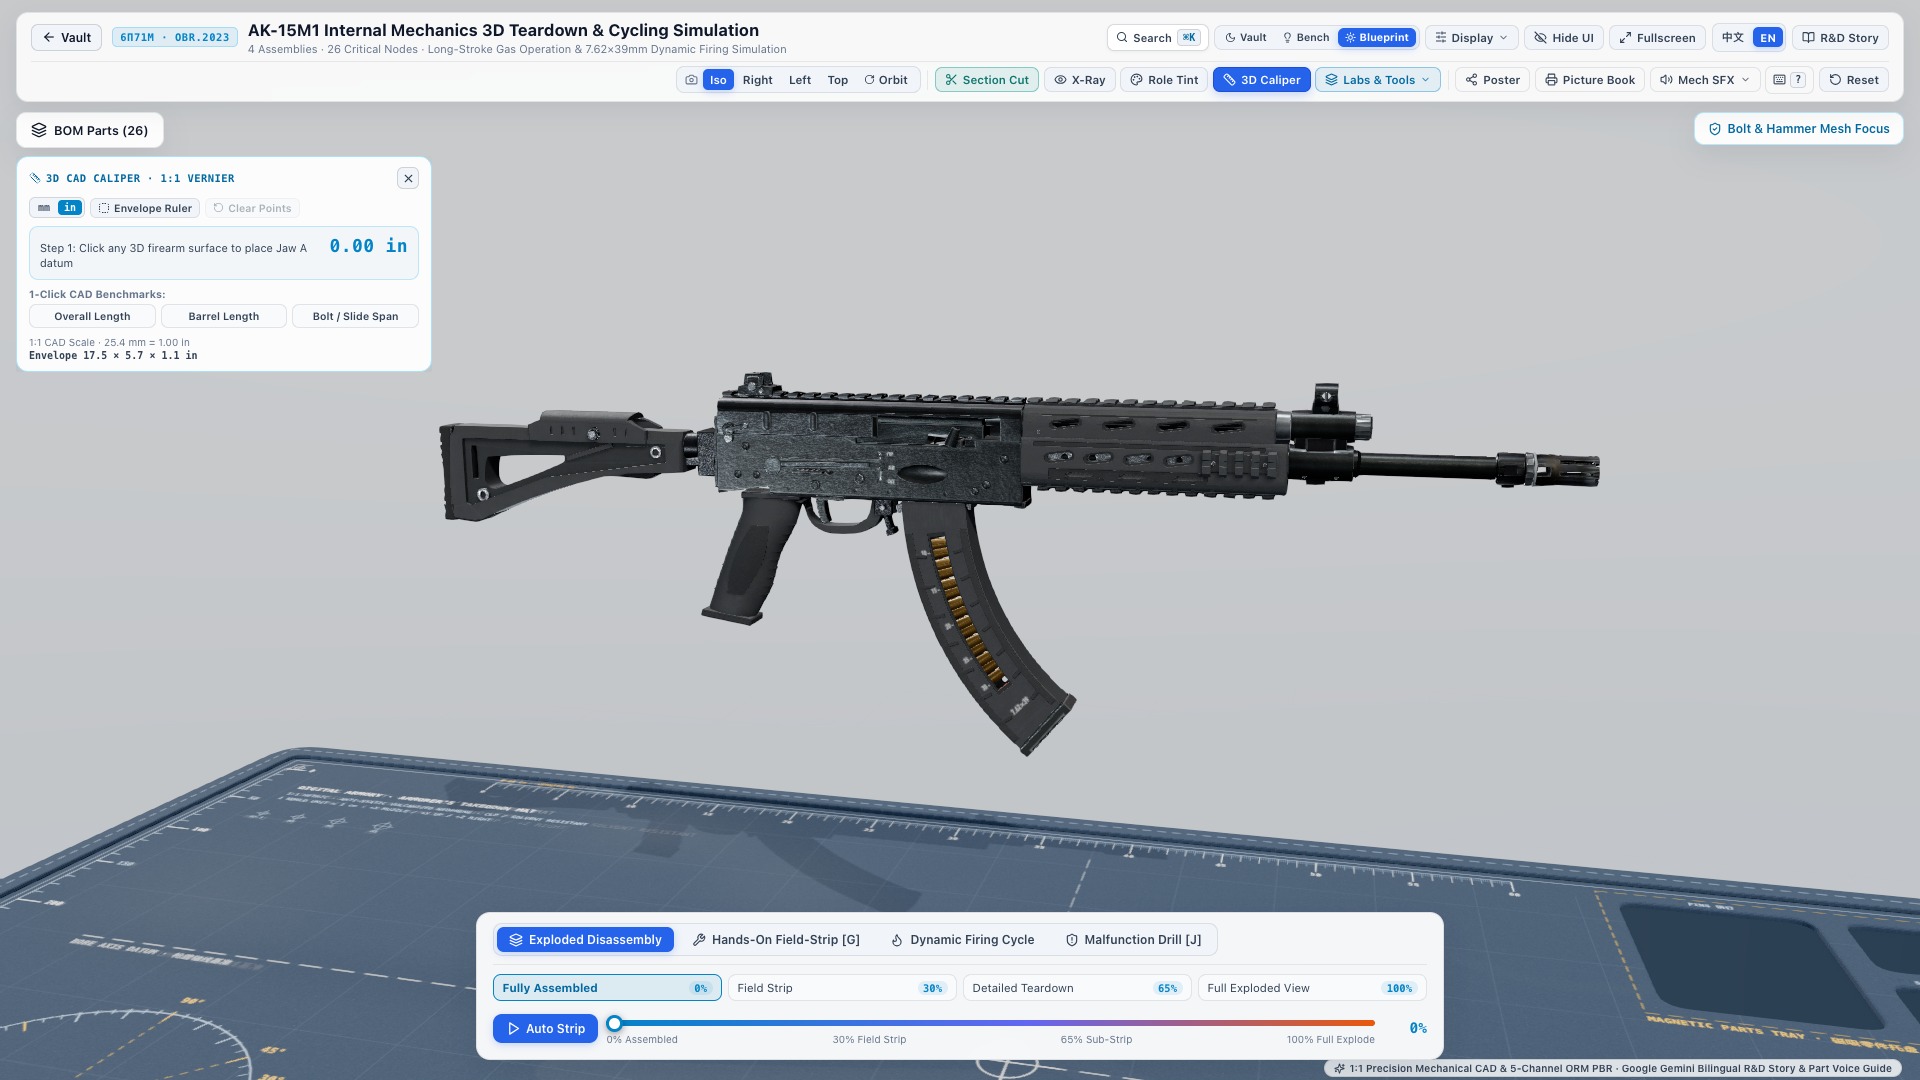 Vault
6П71М · OBR.2023
AK-15M1 Internal Mechanics 3D Teardown & Cycling Simulation
4 Assemblies · 26 Critical Nodes · Long-Stroke Gas Operation & 7.62×39mm Dynamic Firing Simulation
Search ⌘K
Vault Bench Blueprint
Display
Hide UI
Fullscreen
中文 EN
R&D Story
Iso Right Left Top Orbit
Section Cut
X-Ray
Role Tint
3D Caliper
Labs & Tools
Poster
Picture Book
Mech SFX
?
Reset
BOM Parts (26)
Bolt & Hammer Mesh Focus
3D CAD CALIPER · 1:1 VERNIER
mm in
Envelope Ruler
Clear Points
Step 1: Click any 3D firearm surface to place Jaw A
datum
0.00 in
1-Click CAD Benchmarks:
Overall Length
Barrel Length
Bolt / Slide Span
1:1 CAD Scale · 25.4 mm = 1.00 in
Envelope 17.5 × 5.7 × 1.1 in
90°
45°
MAGNETIC PARTS TRAY ·
Exploded Disassembly
Hands-On Field-Strip [G]
Dynamic Firing Cycle
Malfunction Drill [J]
Fully Assembled 0%
Field Strip 30%
Detailed Teardown 65%
Full Exploded View 100%
Auto Strip
0% Assembled
30% Field Strip
65% Sub-Strip
100% Full Explode
0%
1:1 Precision Mechanical CAD & 5-Channel ORM PBR · Google Gemini Bilingual R&D Story & Part Voice Guide